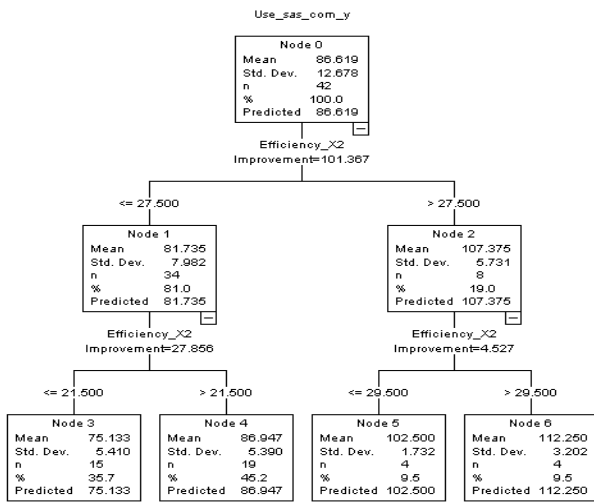 Use_sas_com_y
Node 0
Mean 86.619
Std. Dev. 12.678
n 42
% 100.0
Predicted 86.619
Efficiency_X2
Improvement=101.367
<= 27.500
> 27.500
Node 1
Mean 81.735
Std. Dev. 7.982
n 34
% 81.0
Predicted 81.735
Node 2
Mean 107.375
Std. Dev. 5.731
n 8
% 19.0
Predicted 107.375
Efficiency_X2
Improvement=27.856
Efficiency_X2
Improvement=4.527
<= 21.500
> 21.500
<= 29.500
> 29.500
Node 3
Mean 75.133
Std. Dev. 5.410
n 15
% 35.7
Predicted 75.133
Node 4
Mean 86.947
Std. Dev. 5.390
n 19
% 45.2
Predicted 86.947
Node 5
Mean 102.500
Std. Dev. 1.732
n 4
% 9.5
Predicted 102.500
Node 6
Mean 112.250
Std. Dev. 3.202
n 4
% 9.5
Predicted 112.250